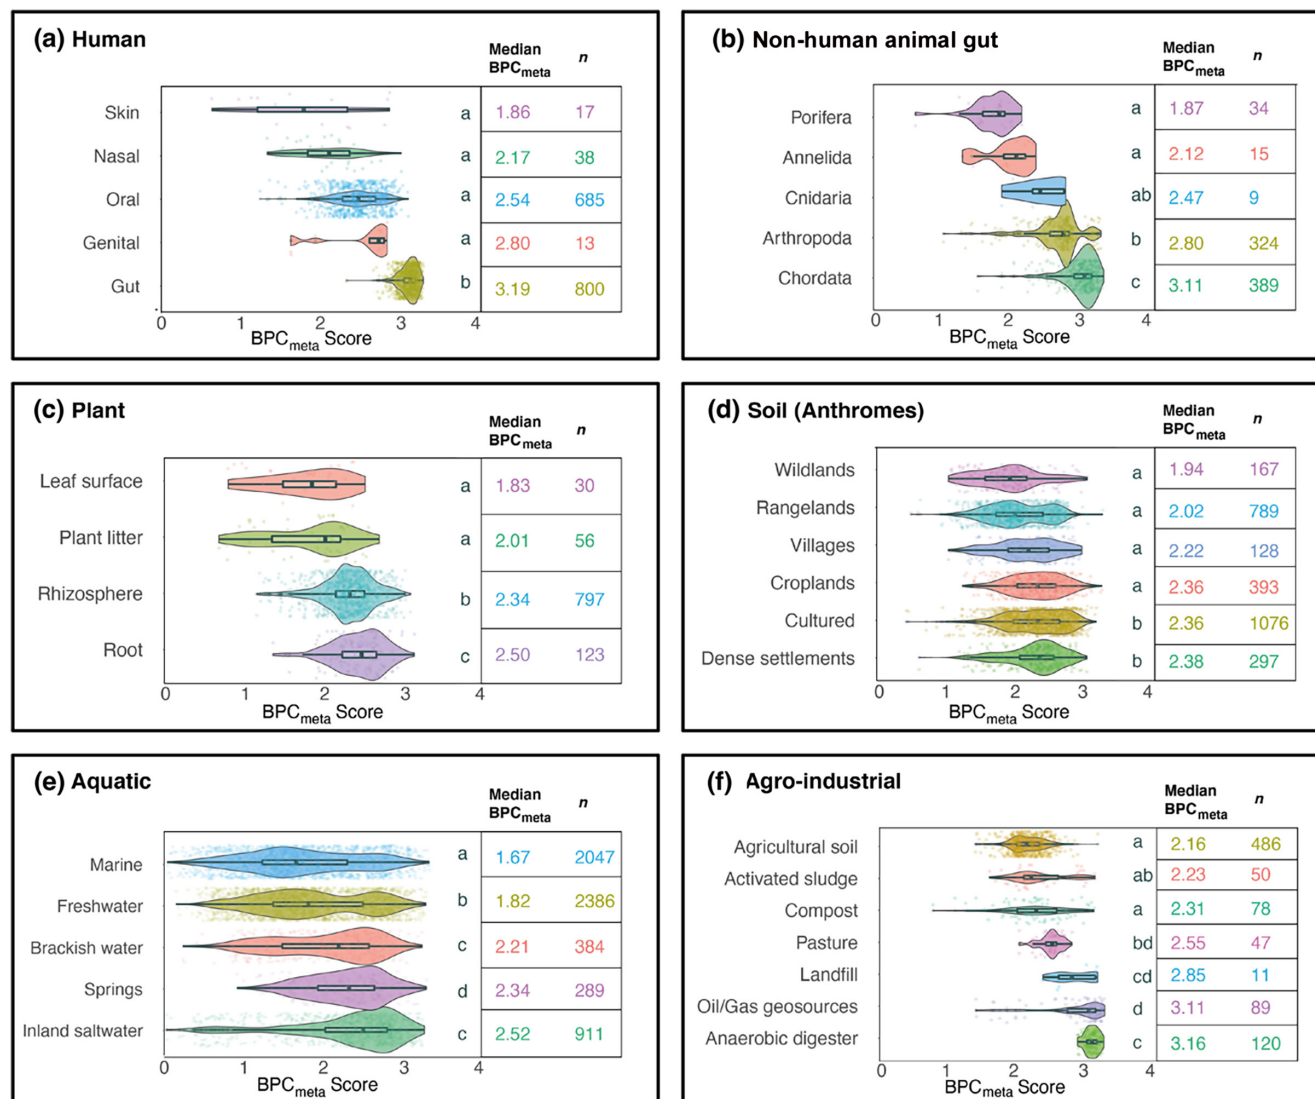 (a) Human
Median
BPCmeta
n
Skin a 1.86 17
Nasal a 2.17 38
Oral a 2.54 685
Genital a 2.80 13
Gut b 3.19 800
0 1 2 3 4
BPCmeta Score
(b) Non-human animal gut
Median
BPCmeta
n
Porifera a 1.87 34
Annelida a 2.12 15
Cnidaria ab 2.47 9
Arthropoda b 2.80 324
Chordata c 3.11 389
0 1 2 3 4
BPCmeta Score
(c) Plant
Median
BPCmeta
n
Leaf surface a 1.83 30
Plant litter a 2.01 56
Rhizosphere b 2.34 797
Root c 2.50 123
0 1 2 3 4
BPCmeta Score
(d) Soil (Anthromes)
Median
BPCmeta
n
Wildlands a 1.94 167
Rangelands a 2.02 789
Villages a 2.22 128
Croplands a 2.36 393
Cultured b 2.36 1076
Dense settlements b 2.38 297
0 1 2 3 4
BPCmeta Score
(e) Aquatic
Median
BPCmeta
n
Marine a 1.67 2047
Freshwater b 1.82 2386
Brackish water c 2.21 384
Springs d 2.34 289
Inland saltwater c 2.52 911
0 1 2 3 4
BPCmeta Score
(f) Agro-industrial
Median
BPCmeta
n
Agricultural soil a 2.16 486
Activated sludge ab 2.23 50
Compost a 2.31 78
Pasture bd 2.55 47
Landfill cd 2.85 11
Oil/Gas geosources d 3.11 89
Anaerobic digester c 3.16 120
0 1 2 3 4
BPCmeta Score